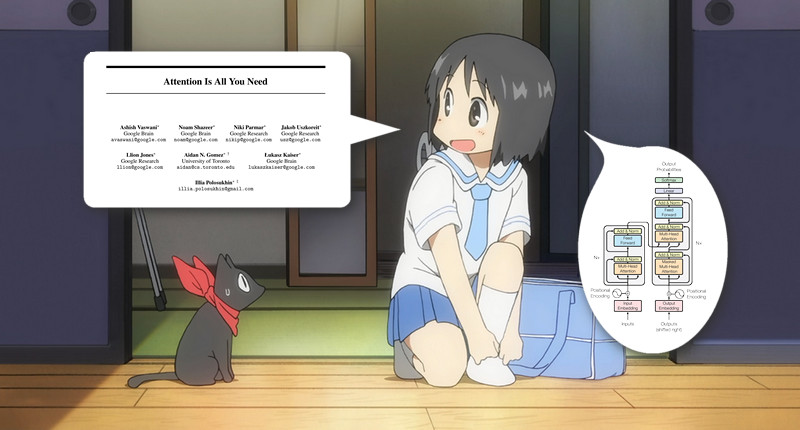 Attention Is All You Need
Ashish Vaswani* Noam Shazeer* Niki Parmar* Jakob Uszkoreit*
Google Brain Google Brain Google Research Google Research
avaswani@google.com noam@google.com nikip@google.com usz@google.com
Llion Jones* Aidan N. Gomez* † Łukasz Kaiser*
Google Research University of Toronto Google Brain
llion@google.com aidan@cs.toronto.edu lukaszkaiser@google.com
Illia Polosukhin* ‡
illia.polosukhin@gmail.com
Output
Probabilities
Softmax
Linear
Add & Norm
Feed
Forward
Add & Norm
Multi-Head
Attention
Add & Norm
Masked
Multi-Head
Attention
Add & Norm
Feed
Forward
Add & Norm
Multi-Head
Attention
N×
N×
Positional
Encoding
Positional
Encoding
Input
Embedding
Output
Embedding
Inputs
Outputs
(shifted right)